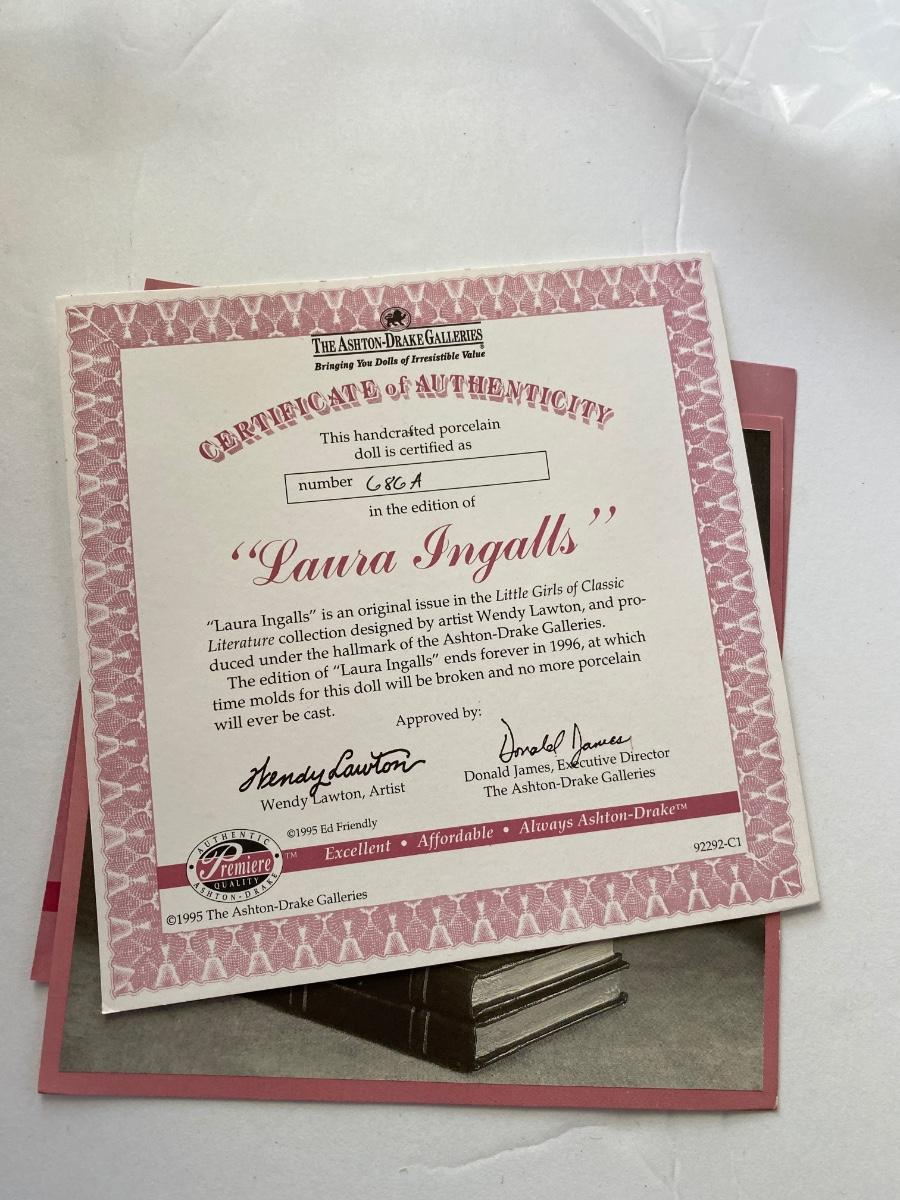 THE ASHTON-DRAKE GALLERIES®
Bringing You Dolls of Irresistible Value
CERTIFICATE of AUTHENTICITY
This handcrafted porcelain
doll is certified as
number 686A
in the edition of
“Laura Ingalls”
“Laura Ingalls” is an original issue in the Little Girls of Classic
Literature collection designed by artist Wendy Lawton, and pro-
duced under the hallmark of the Ashton-Drake Galleries.
The edition of “Laura Ingalls” ends forever in 1996, at which
time molds for this doll will be broken and no more porcelain
will ever be cast.
Approved by:
Wendy Lawton
Donald James
Wendy Lawton, Artist
Donald James, Executive Director
The Ashton-Drake Galleries
©1995 Ed Friendly
AUTHENTIC
Premiere™
QUALITY
ASHTON-DRAKE
Excellent • Affordable • Always Ashton-Drake™
92292-C1
©1995 The Ashton-Drake Galleries